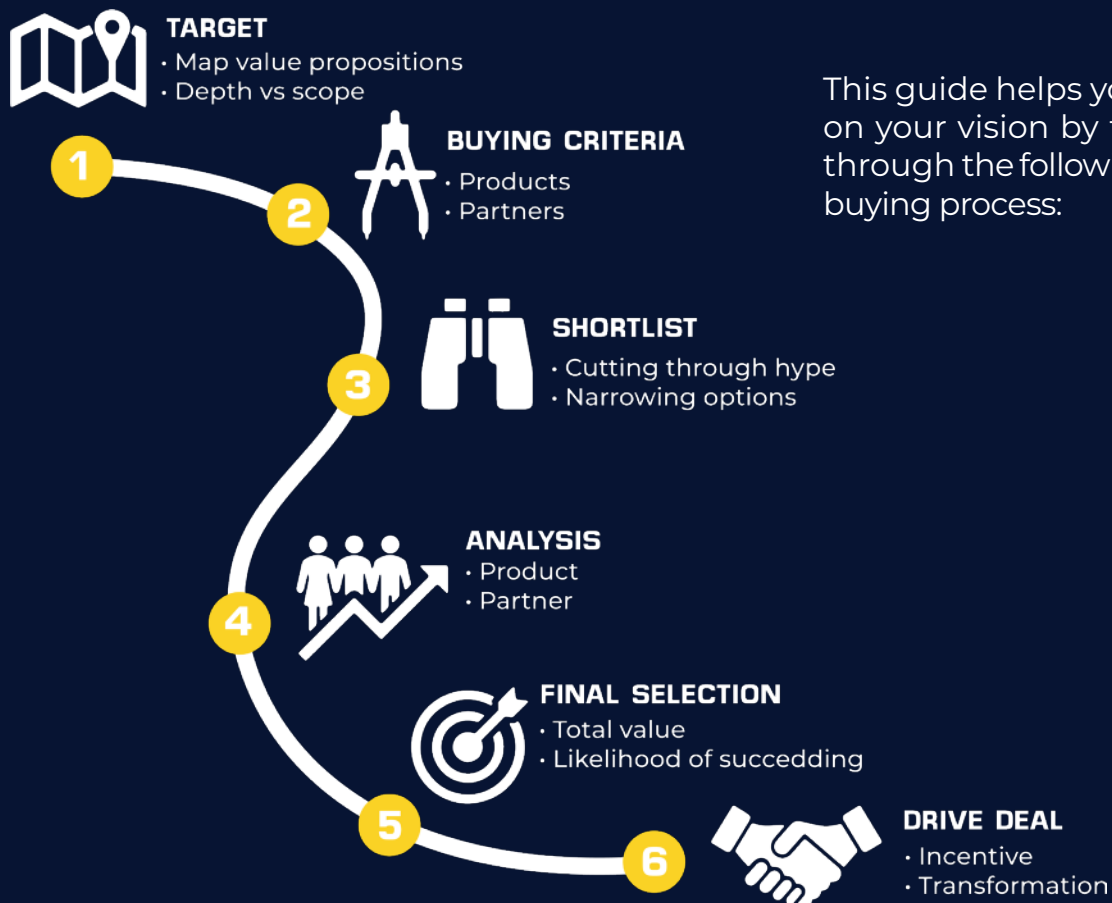 TARGET
• Map value propositions
• Depth vs scope
This guide helps yo
on your vision by
through the follow
buying process:
1
2
BUYING CRITERIA
• Products
• Partners
3
SHORTLIST
• Cutting through hype
• Narrowing options
4
ANALYSIS
• Product
• Partner
5
FINAL SELECTION
• Total value
• Likelihood of succedding
6
DRIVE DEAL
• Incentive
• Transformation